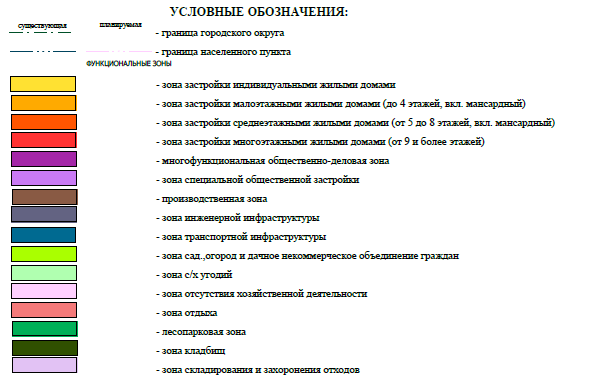 УСЛОВНЫЕ ОБОЗНАЧЕНИЯ:
существующая планируемая
- граница городского округа
- граница населенного пункта
ФУНКЦИОНАЛЬНЫЕ ЗОНЫ
- зона застройки индивидуальными жилыми домами
- зона застройки малоэтажными жилыми домами (до 4 этажей, вкл. мансардный)
- зона застройки среднеэтажными жилыми домами (от 5 до 8 этажей, вкл. мансардный)
- зона застройки многоэтажными жилыми домами (от 9 и более этажей)
- многофункциональная общественно-деловая зона
- зона специальной общественной застройки
- производственная зона
- зона инженерной инфраструктуры
- зона транспортной инфраструктуры
- зона сад.,огород и дачное некоммерческое объединение граждан
- зона с/х угодий
- зона отсутствия хозяйственной деятельности
- зона отдыха
- лесопарковая зона
- зона кладбищ
- зона складирования и захоронения отходов